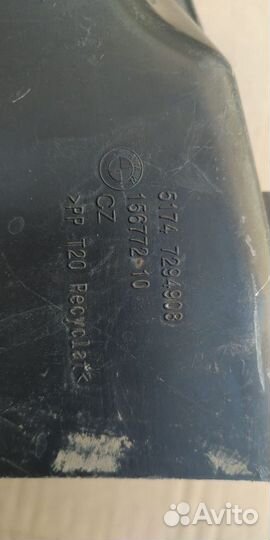 5174 7294908
156772-10
CZ
>PP T20 Recyclat<
Avito